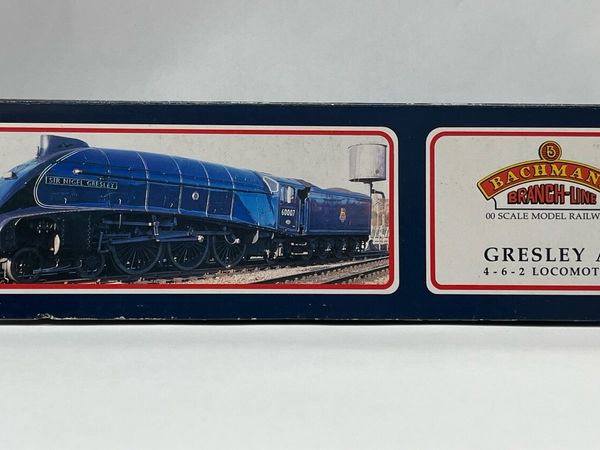 SIR NIGEL GRESLEY
60007
BACHMAN
BRANCH-LINE
00 SCALE MODEL RAILW
GRESLEY A
4-6-2 LOCOMOT